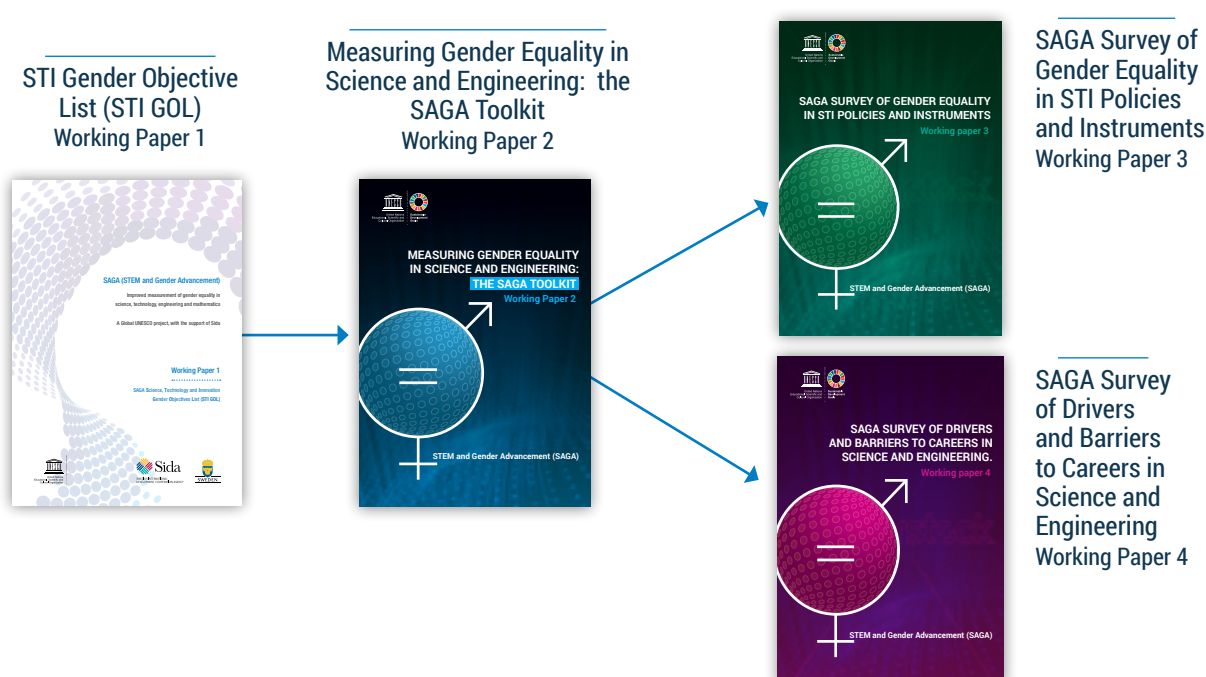 STI Gender Objective
List (STI GOL)
Working Paper 1
SAGA (STEM and Gender Advancement)
Improved measurement of gender equality in
science, technology, engineering and mathematics
A Global UNESCO project, with the support of Sida
Working Paper 1
SAGA Science, Technology and Innovation
Gender Objectives List (STI GOL)
Sida
SWEDEN
Measuring Gender Equality in
Science and Engineering: the
SAGA Toolkit
Working Paper 2
MEASURING GENDER EQUALITY
IN SCIENCE AND ENGINEERING:
THE SAGA TOOLKIT
Working Paper 2
STEM and Gender Advancement (SAGA)
SAGA SURVEY OF GENDER EQUALITY
IN STI POLICIES AND INSTRUMENTS
Working paper 3
STEM and Gender Advancement (SAGA)
SAGA Survey of
Gender Equality
in STI Policies
and Instruments
Working Paper 3
SAGA SURVEY OF DRIVERS
AND BARRIERS TO CAREERS IN
SCIENCE AND ENGINEERING.
Working paper 4
STEM and Gender Advancement (SAGA)
SAGA Survey
of Drivers
and Barriers
to Careers in
Science and
Engineering
Working Paper 4